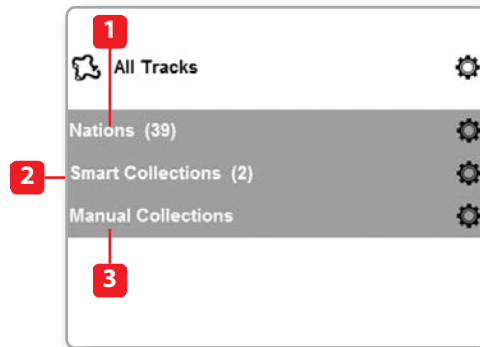 1
All Tracks
Nations (39)
2
Smart Collections (2)
Manual Collections
3